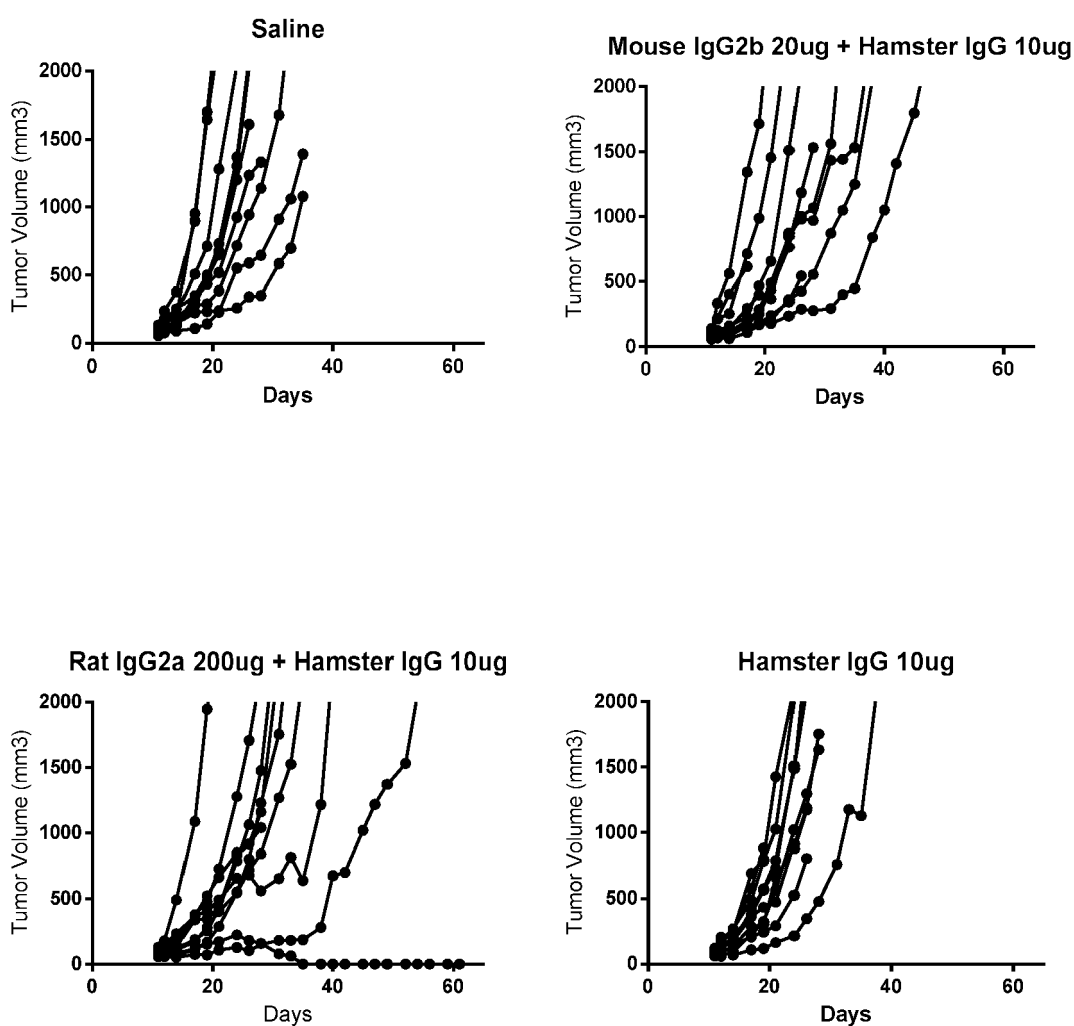 Saline
2000
1500
1000
500
0
Tumor Volume (mm3)
0 20 40 60
Days
Mouse IgG2b 20ug + Hamster IgG 10ug
2000
1500
1000
500
0
Tumor Volume (mm3)
0 20 40 60
Days
Rat IgG2a 200ug + Hamster IgG 10ug
2000
1500
1000
500
0
Tumor Volume (mm3)
0 20 40 60
Days
Hamster IgG 10ug
2000
1500
1000
500
0
Tumor Volume (mm3)
0 20 40 60
Days